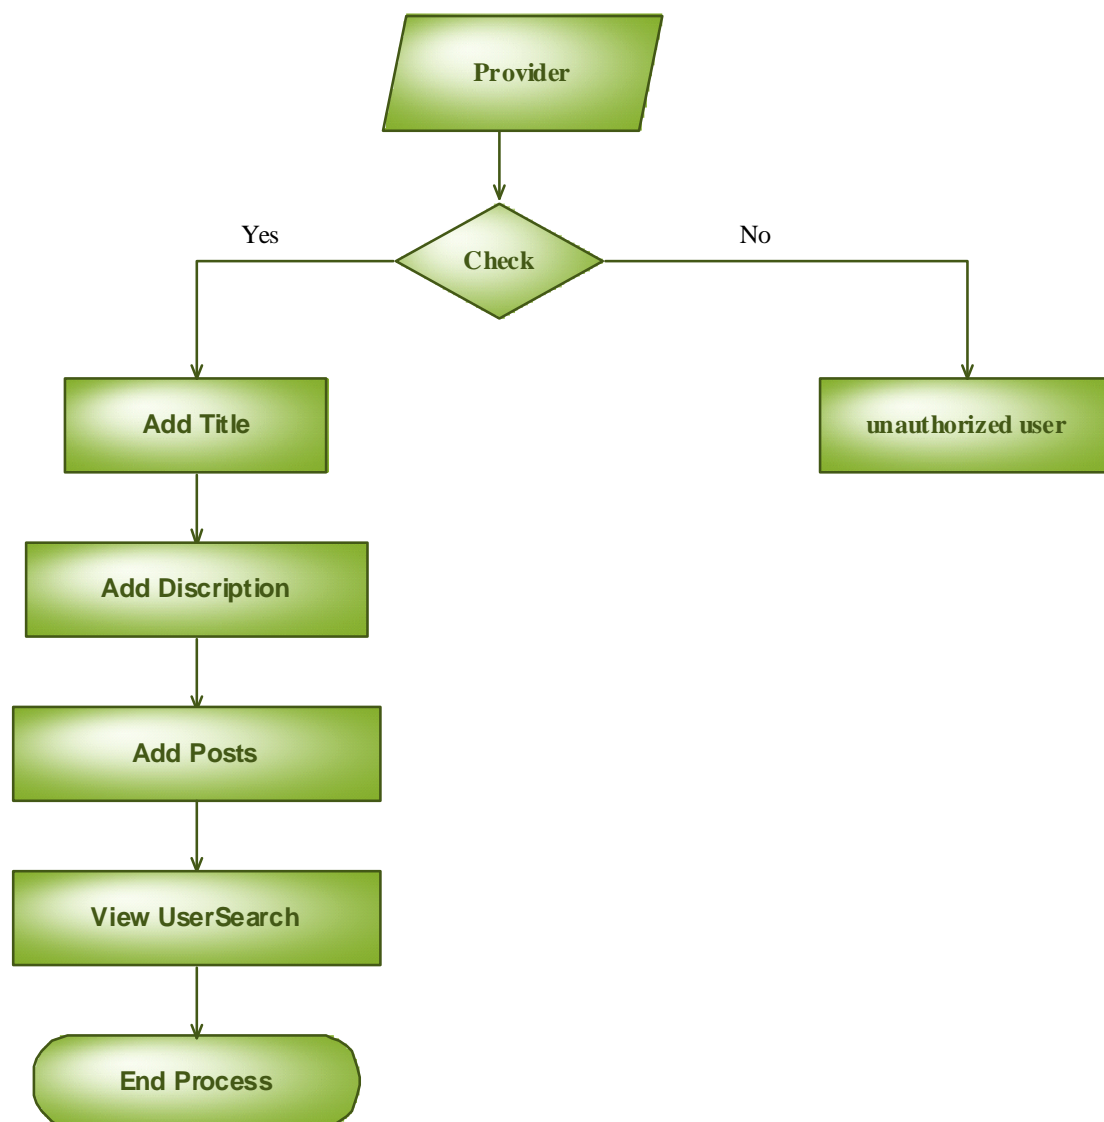 Provider
Yes
No
Check
Add Title
unauthorized user
Add Discription
Add Posts
View UserSearch
End Process